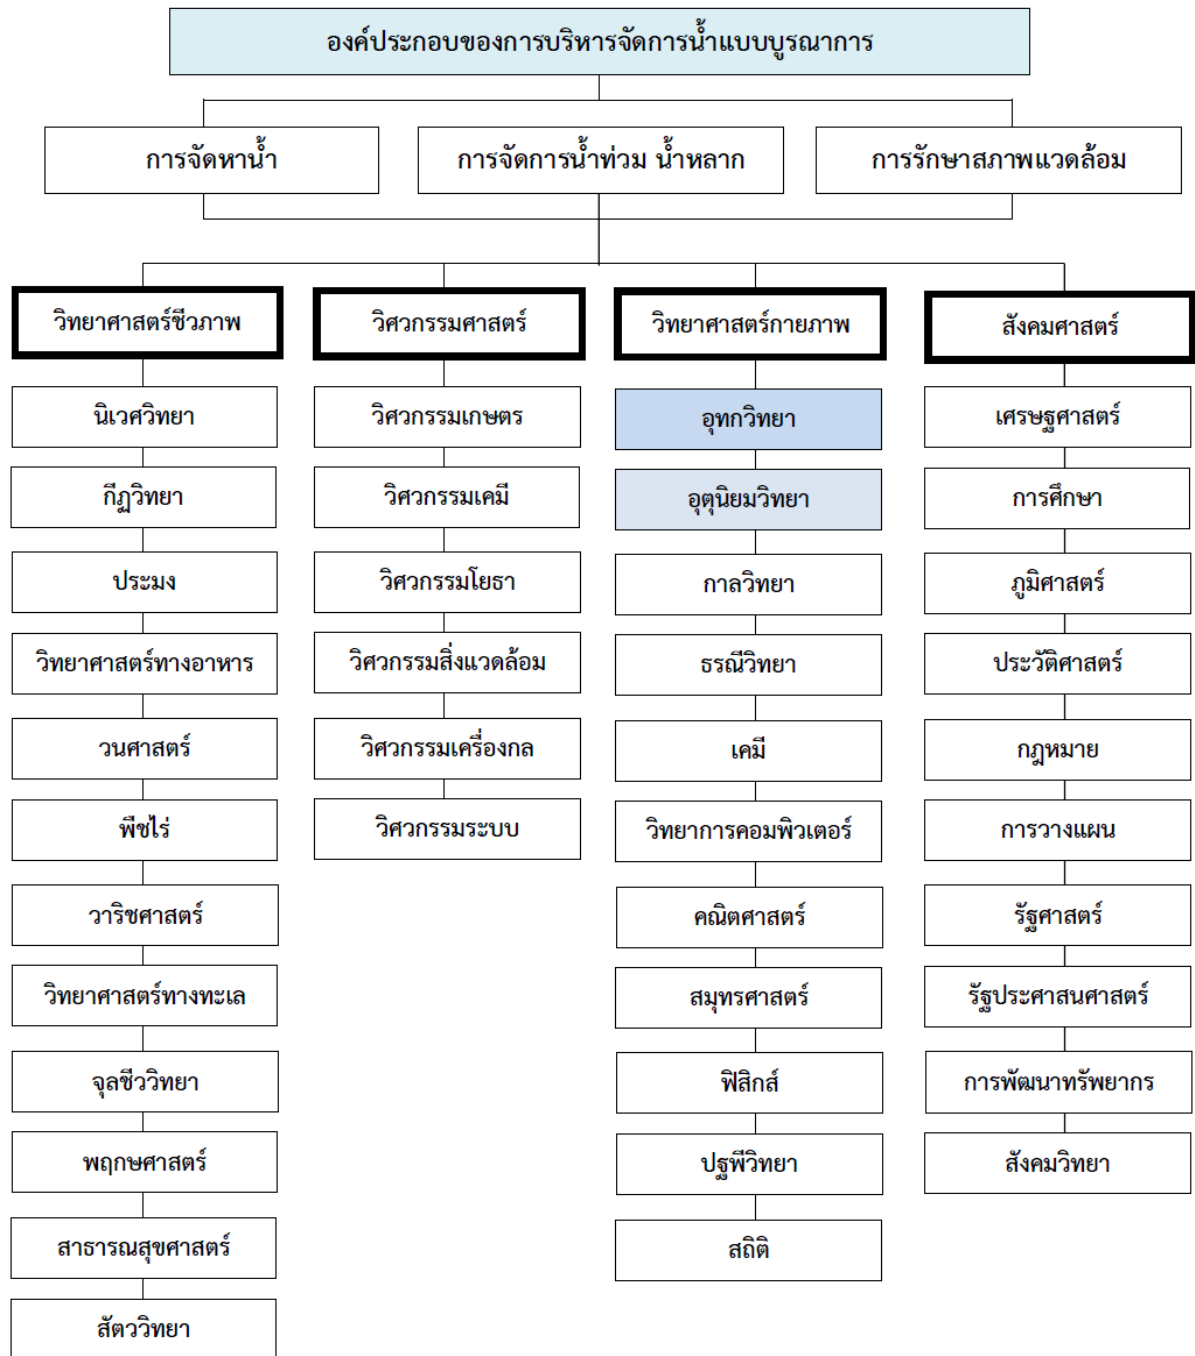 องค์ประกอบของการบริหารจัดการน้ำแบบบูรณาการ
การจัดหาน้ำ
การจัดการน้ำท่วม น้ำหลาก
การรักษาสภาพแวดล้อม
วิทยาศาสตร์ชีวภาพ
นิเวศวิทยา
กีฏวิทยา
ประมง
วิทยาศาสตร์ทางอาหาร
วนศาสตร์
พืชไร่
วาริชศาสตร์
วิทยาศาสตร์ทางทะเล
จุลชีววิทยา
พฤกษศาสตร์
สาธารณสุขศาสตร์
สัตววิทยา
วิศวกรรมศาสตร์
วิศวกรรมเกษตร
วิศวกรรมเคมี
วิศวกรรมโยธา
วิศวกรรมสิ่งแวดล้อม
วิศวกรรมเครื่องกล
วิศวกรรมระบบ
วิทยาศาสตร์กายภาพ
อุทกวิทยา
อุตุนิยมวิทยา
กาลวิทยา
ธรณีวิทยา
เคมี
วิทยาการคอมพิวเตอร์
คณิตศาสตร์
สมุทรศาสตร์
ฟิสิกส์
ปฐพีวิทยา
สถิติ
สังคมศาสตร์
เศรษฐศาสตร์
การศึกษา
ภูมิศาสตร์
ประวัติศาสตร์
กฎหมาย
การวางแผน
รัฐศาสตร์
รัฐประศาสนศาสตร์
การพัฒนาทรัพยากร
สังคมวิทยา